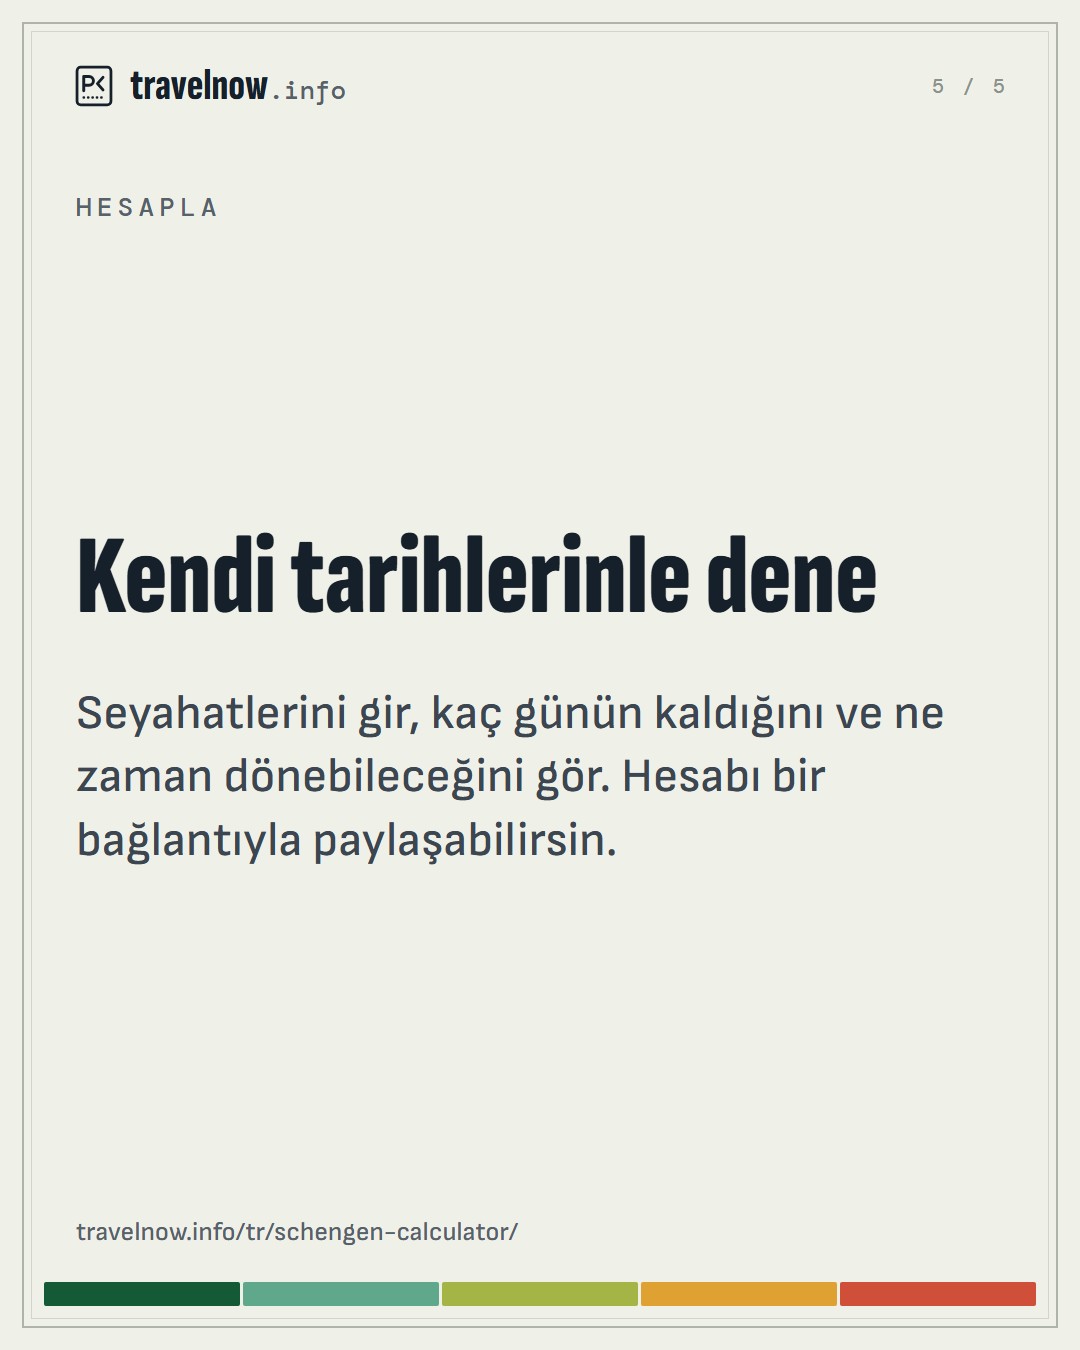 travelnow.info
5 / 5
HESAPLA
Kendi tarihlerinle dene
Seyahatlerini gir, kaç günün kaldığını ve ne
zaman dönebileceğini gör. Hesabı bir
bağlantıyla paylaşabilirsin.
travelnow.info/tr/schengen-calculator/